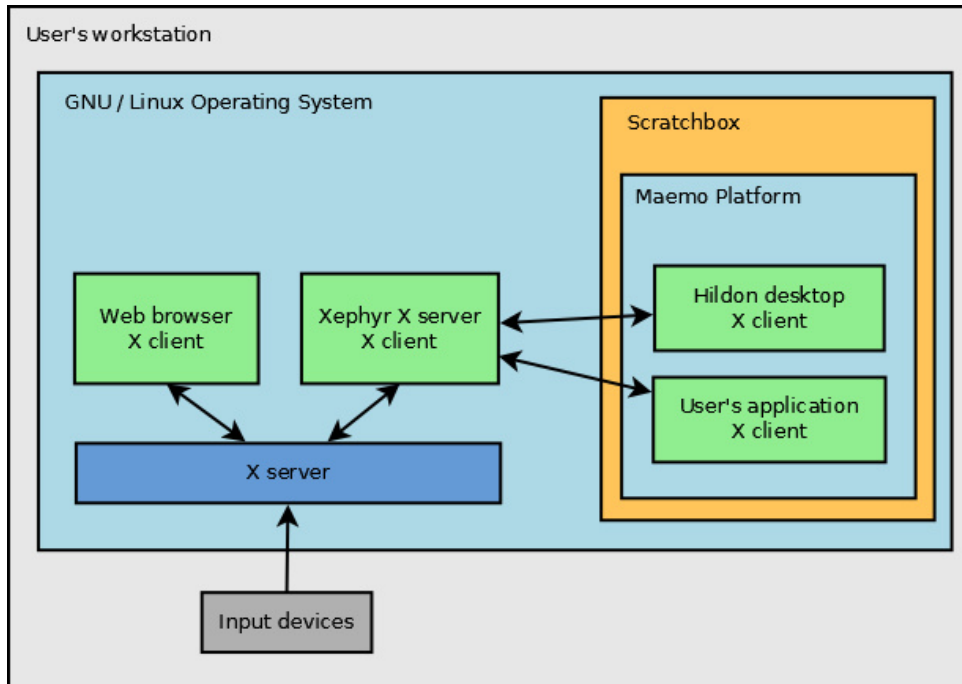 User's workstation
GNU / Linux Operating System
Scratchbox
Maemo Platform
Web browser
X client
Xephyr X server
X client
Hildon desktop
X client
User's application
X client
X server
Input devices